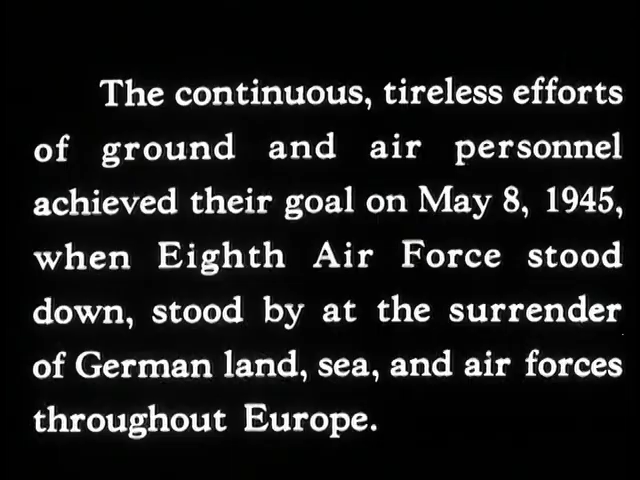 The continuous, tireless efforts
of ground and air personnel
achieved their goal on May 8, 1945,
when Eighth Air Force stood
down, stood by at the surrender
of German land, sea, and air forces
throughout Europe.